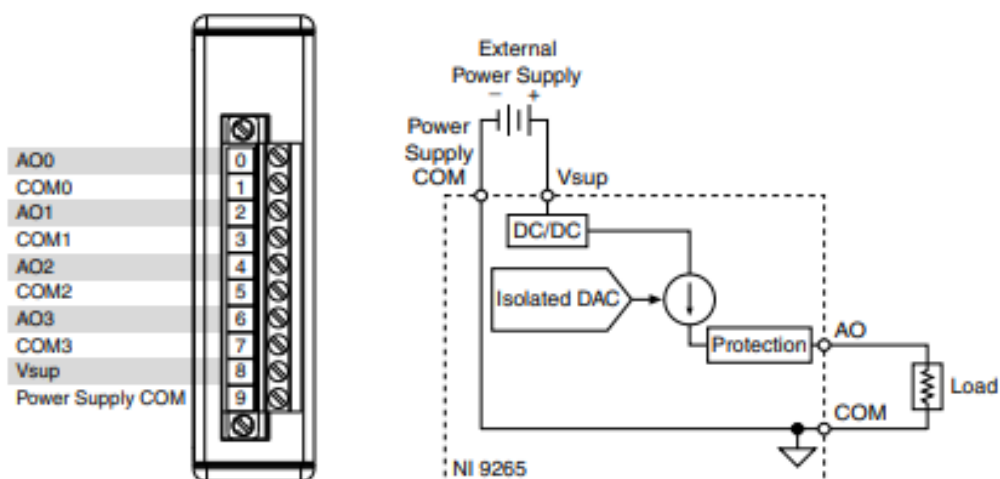 AO0
COM0
AO1
COM1
AO2
COM2
AO3
COM3
Vsup
Power Supply COM
0
1
2
3
4
5
6
7
8
9
External
Power Supply
− +
Power
Supply
COM
Vsup
DC/DC
Isolated DAC
Protection
AO
Load
COM
NI 9265